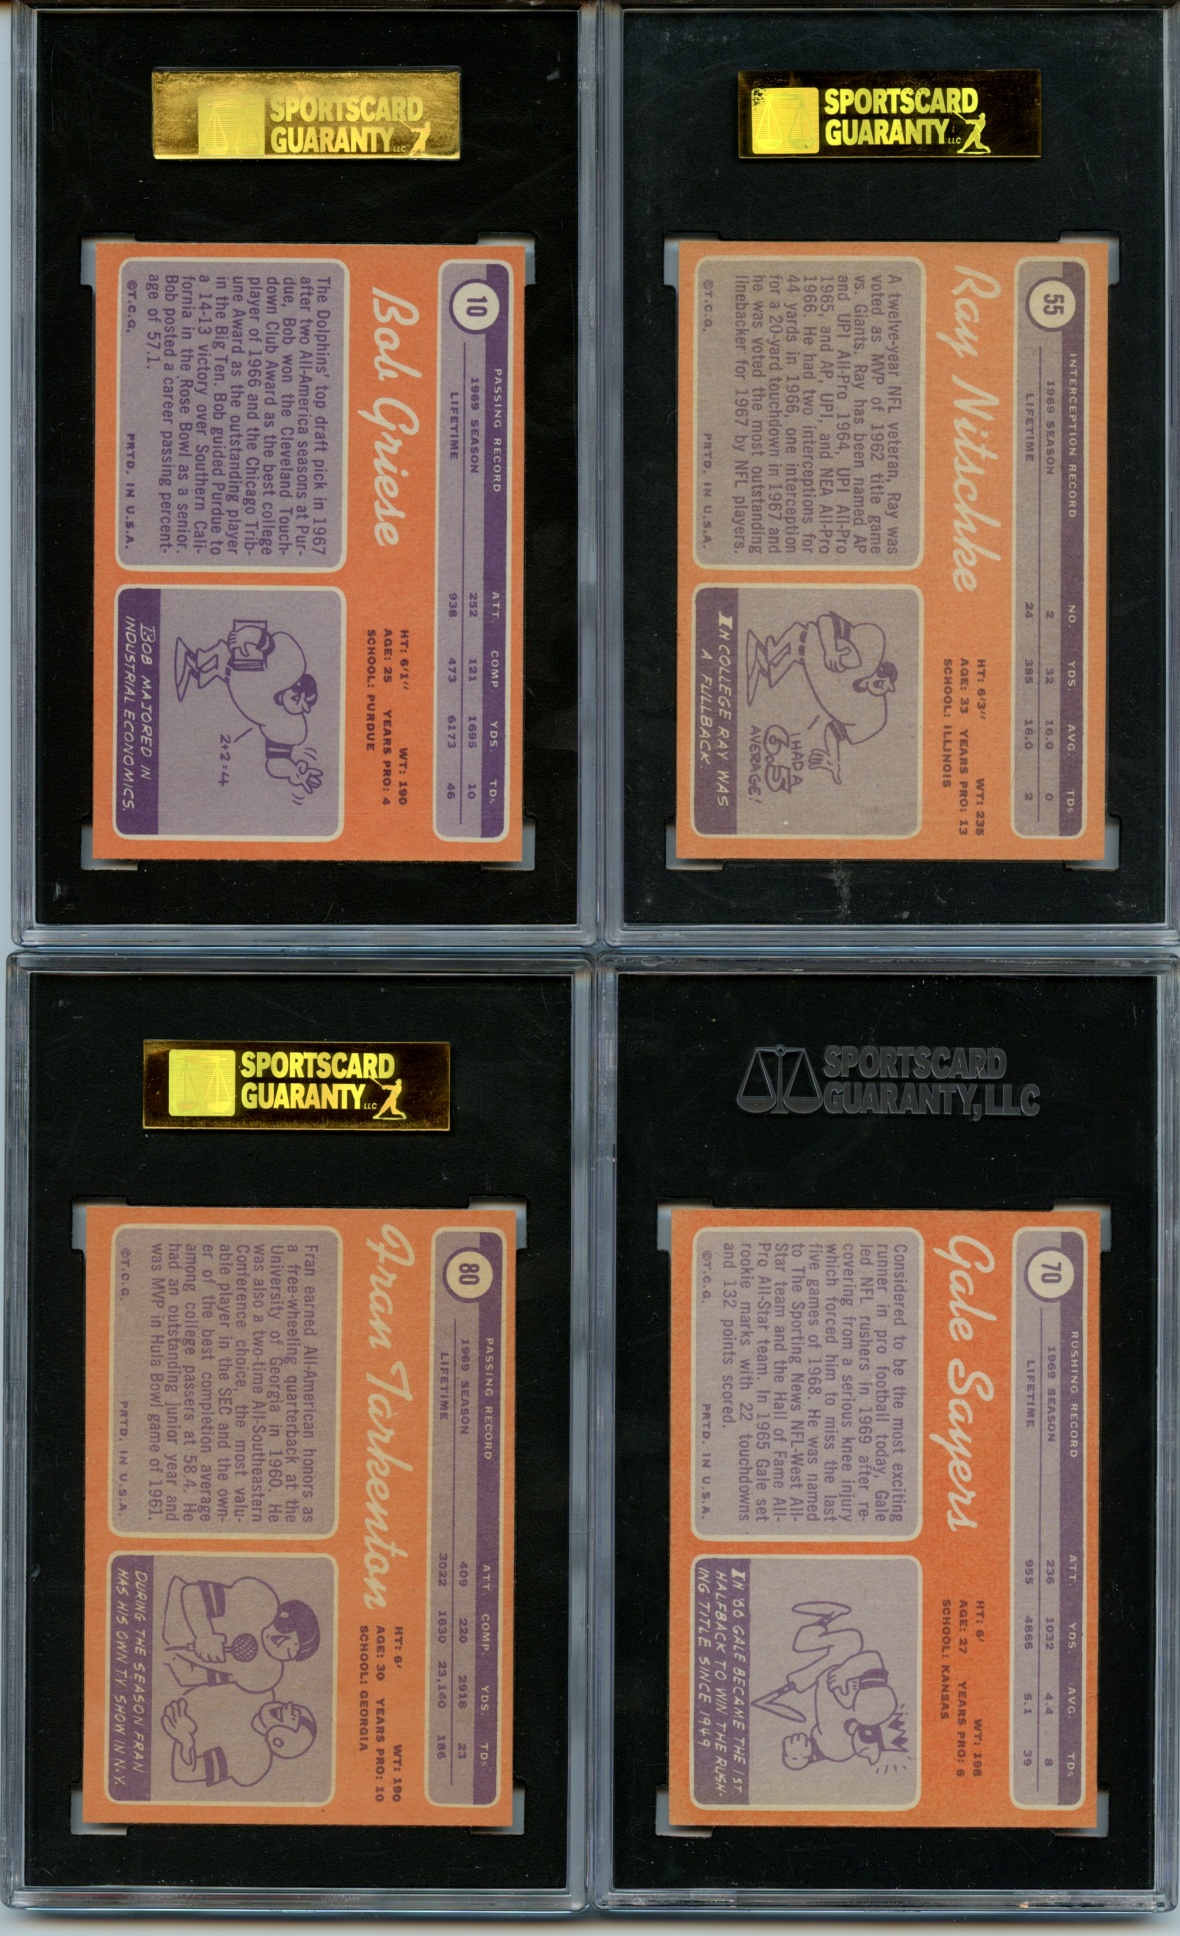 SPORTSCARD
GUARANTY LLC
10
PASSING RECORD ATT. COMP. YDS. TDs
1969 SEASON 252 121 1695 10
LIFETIME 938 473 6173 46
Bob Griese
HT: 6'1" WT: 190
AGE: 25 YEARS PRO: 4
SCHOOL: PURDUE
The Dolphins' top draft pick in 1967
after two All-America seasons at Pur-
due, Bob won the Cleveland Touch-
down Club Award as the best college
player of 1966 and the Chicago Trib-
une Award as the outstanding player
in the Big Ten. Bob guided Purdue to
a 14-13 victory over Southern Cali-
fornia in the Rose Bowl as a senior.
Bob posted a career passing percent-
age of 57.1.
©T.C.G. PRTD. IN U.S.A.
2+2=4
BOB MAJORED IN
INDUSTRIAL ECONOMICS.
SPORTSCARD
GUARANTY LLC
55
INTERCEPTION RECORD NO. YDS. AVG. TDs
1969 SEASON 2 32 16.0 0
LIFETIME 24 385 16.0 2
Ray Nitschke
HT: 6'3" WT: 235
AGE: 33 YEARS PRO: 13
SCHOOL: ILLINOIS
A twelve-year NFL veteran, Ray was
voted as MVP of 1962 title game
vs. Giants. Ray has been named AP
and UPI All-Pro 1964, UPI All-Pro
1965, and AP, UPI, and NEA All-Pro
1966. He had two interceptions for
44 yards in 1966, one interception
for a 20-yard touchdown in 1967 and
he was voted the most outstanding
linebacker for 1967 by NFL players.
©T.C.G. PRTD. IN U.S.A.
I HAD A
6.5
AVERAGE!
IN COLLEGE RAY WAS
A FULLBACK.
SPORTSCARD
GUARANTY LLC
80
PASSING RECORD ATT. COMP. YDS. TDs
1969 SEASON 409 220 2918 23
LIFETIME 3022 1630 23,140 186
Fran Tarkenton
HT: 6' WT: 190
AGE: 30 YEARS PRO: 10
SCHOOL: GEORGIA
Fran earned All-American honors as
a free-wheeling quarterback at the
University of Georgia in 1960. He
was also a two-time All-Southeastern
Conference choice, the most valu-
able player in the SEC and the own-
er of the best completion average
among college passers at 58.4. He
had an outstanding junior year and
was MVP in Hula Bowl game of 1961.
©T.C.G. PRTD. IN U.S.A.
DURING THE SEASON FRAN
HAS HIS OWN T.V. SHOW IN N.Y.
SPORTSCARD
GUARANTY, LLC
70
RUSHING RECORD ATT. YDS. AVG. TDs
1969 SEASON 236 1032 4.4 8
LIFETIME 955 4866 5.1 39
Gale Sayers
HT: 6' WT: 198
AGE: 27 YEARS PRO: 6
SCHOOL: KANSAS
Considered to be the most exciting
runner in pro football today, Gale
led NFL rushers in 1969 after re-
covering from a serious knee injury
which forced him to miss the last
five games of 1968. He was named
to The Sporting News NFL-West All-
Star team and the Hall of Fame All-
Pro All-Star team. In 1965 Gale set
rookie marks with 22 touchdowns
and 132 points scored.
©T.C.G. PRTD. IN U.S.A.
IN '66 GALE BECAME THE 1ST
HALFBACK TO WIN THE RUSH-
ING TITLE SINCE 1949.